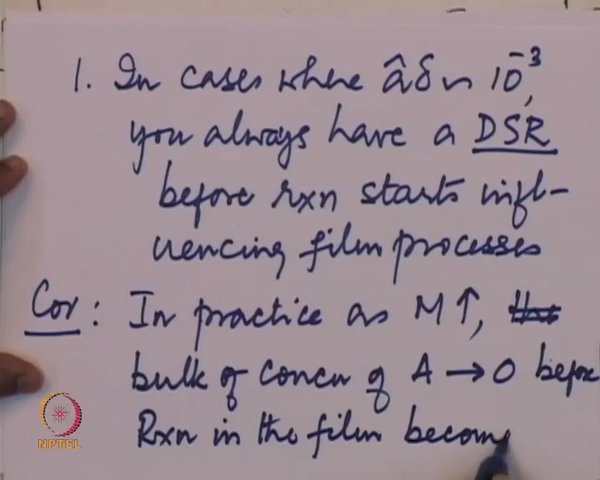 1. In cases where âδ ~ 10⁻³,
you always have a DSR
before rxn starts infl-
uencing film processes
Cor: In practice as M↑,
bulk of concn of A → 0 before
Rxn in the film becom
NPTEL